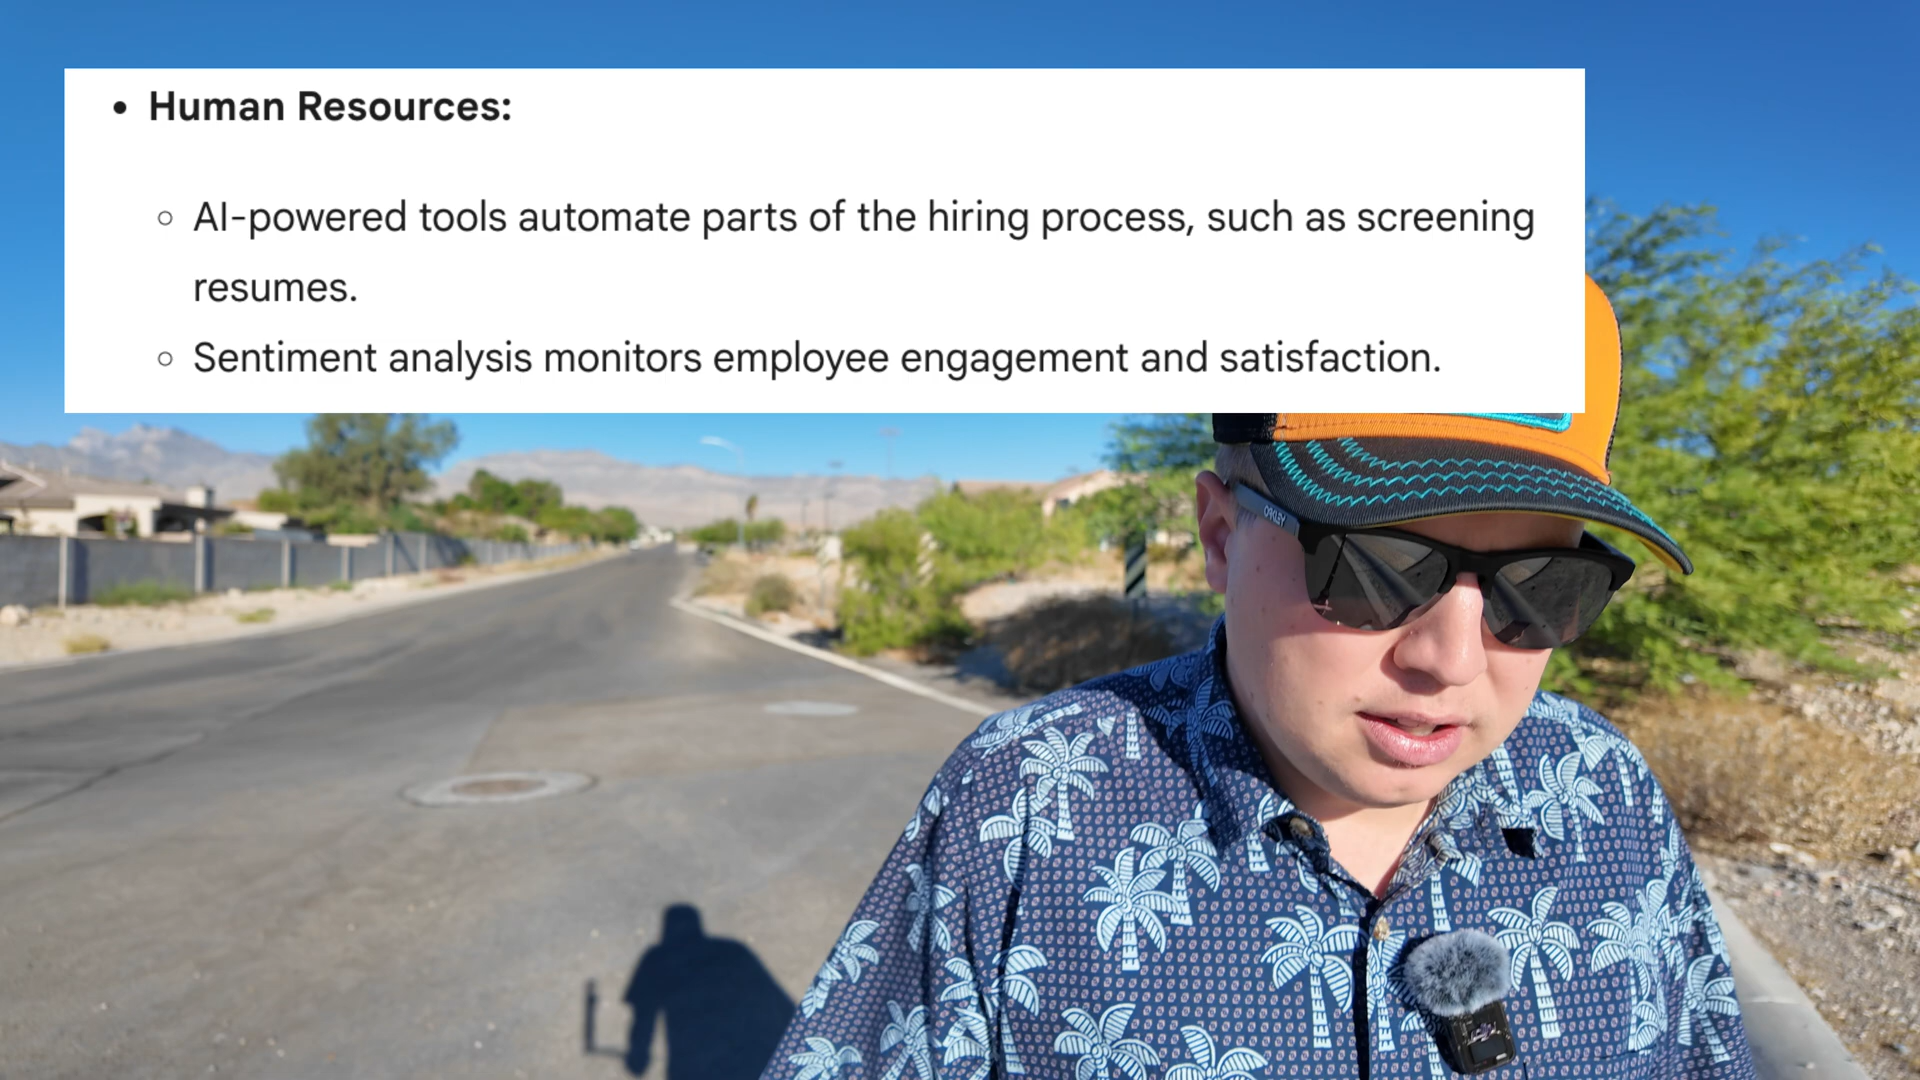 • Human Resources:
○ AI-powered tools automate parts of the hiring process, such as screening
resumes.
○ Sentiment analysis monitors employee engagement and satisfaction.
OAKLEY